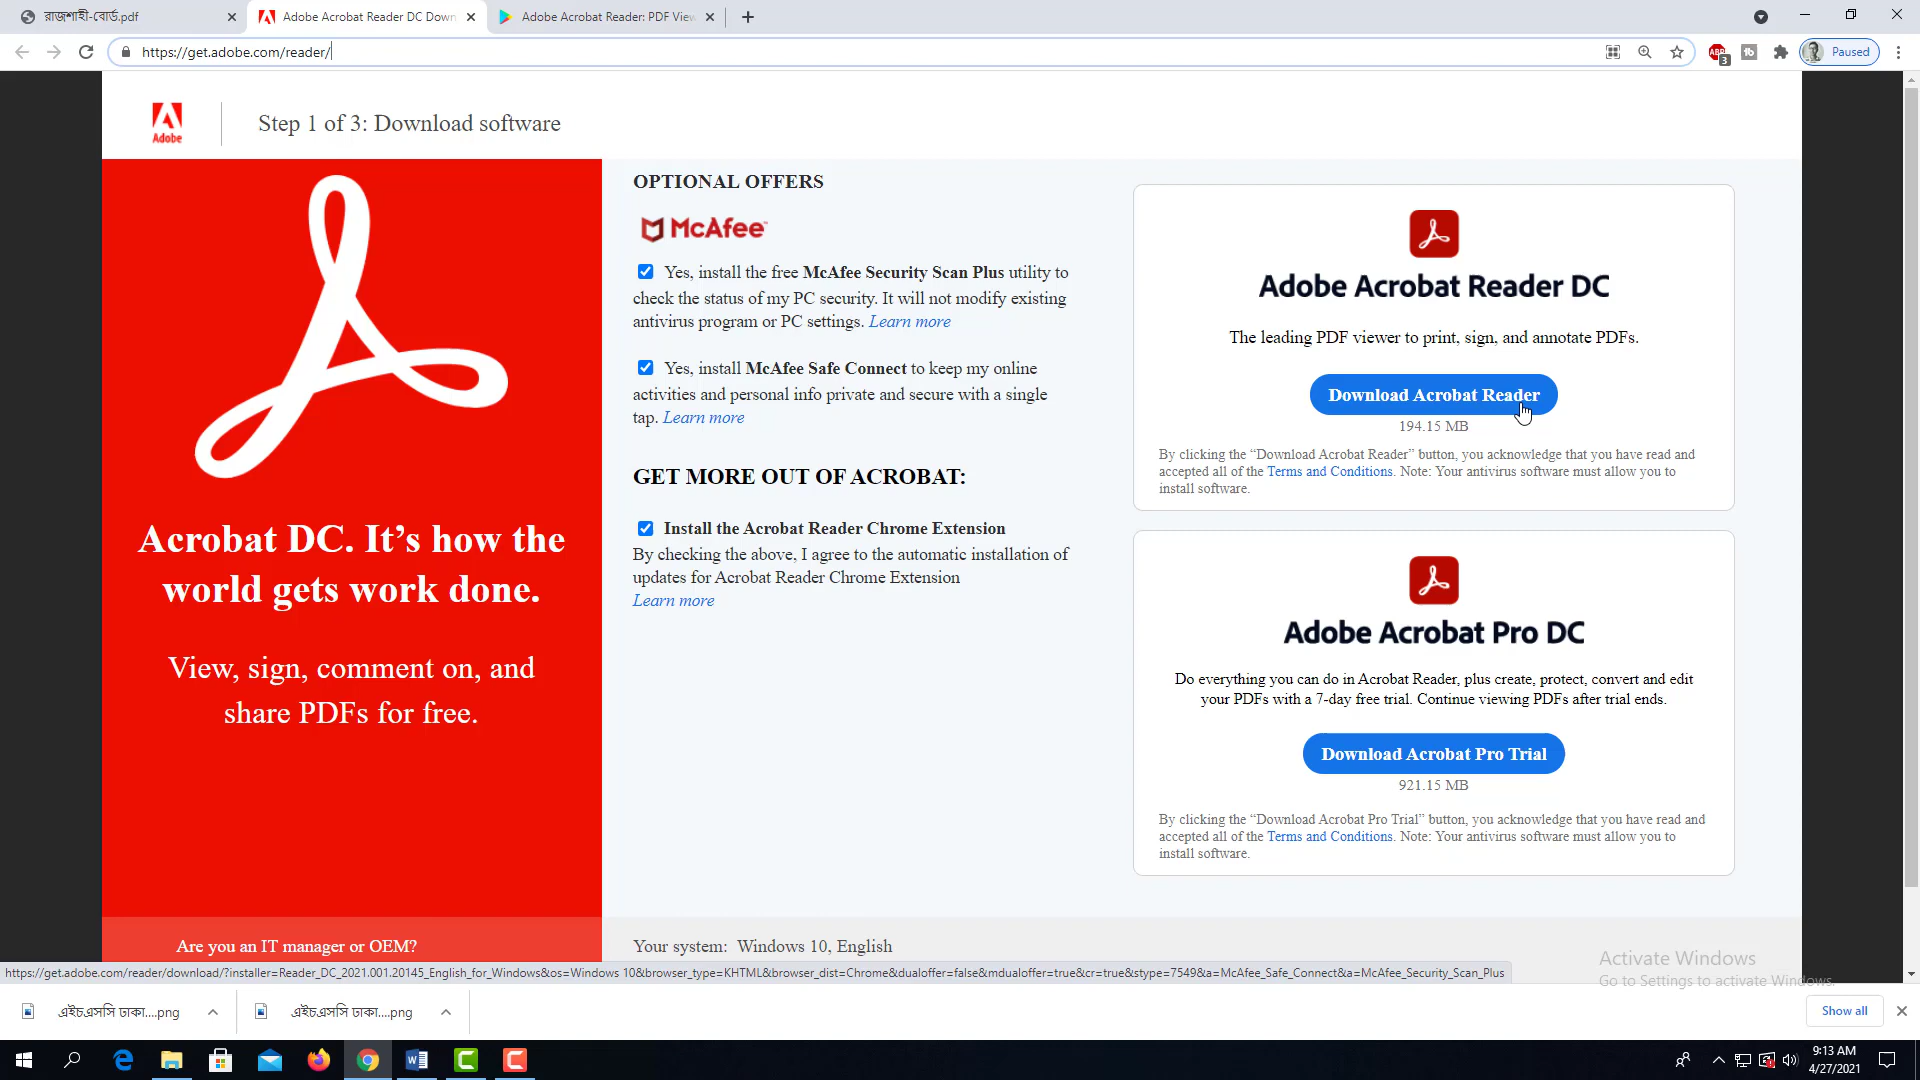 রাজশাহী-বোর্ড.pdf
Adobe Acrobat Reader DC Down
Adobe Acrobat Reader: PDF View
https://get.adobe.com/reader/
3
Paused
Adobe
Step 1 of 3: Download software
Acrobat DC. It’s how the
world gets work done.
View, sign, comment on, and
share PDFs for free.
Are you an IT manager or OEM?
OPTIONAL OFFERS
McAfee
Yes, install the free McAfee Security Scan Plus utility to
check the status of my PC security. It will not modify existing
antivirus program or PC settings. Learn more
Yes, install McAfee Safe Connect to keep my online
activities and personal info private and secure with a single
tap. Learn more
GET MORE OUT OF ACROBAT:
Install the Acrobat Reader Chrome Extension
By checking the above, I agree to the automatic installation of
updates for Acrobat Reader Chrome Extension
Learn more
Your system: Windows 10, English
Adobe Acrobat Reader DC
The leading PDF viewer to print, sign, and annotate PDFs.
Download Acrobat Reader
194.15 MB
By clicking the “Download Acrobat Reader” button, you acknowledge that you have read and
accepted all of the Terms and Conditions. Note: Your antivirus software must allow you to
install software.
Adobe Acrobat Pro DC
Do everything you can do in Acrobat Reader, plus create, protect, convert and edit
your PDFs with a 7-day free trial. Continue viewing PDFs after trial ends.
Download Acrobat Pro Trial
921.15 MB
By clicking the “Download Acrobat Pro Trial” button, you acknowledge that you have read and
accepted all of the Terms and Conditions. Note: Your antivirus software must allow you to
install software.
Activate Windows
Go to Settings to activate Windows.
https://get.adobe.com/reader/download/?installer=Reader_DC_2021.001.20145_English_for_Windows&os=Windows 10&browser_type=KHTML&browser_dist=Chrome&dualoffer=false&mdualoffer=true&cr=true&stype=7549&a=McAfee_Safe_Connect&a=McAfee_Security_Scan_Plus
এইচএসসি ঢাকা....png
এইচএসসি ঢাকা....png
Show all
9:13 AM
4/27/2021